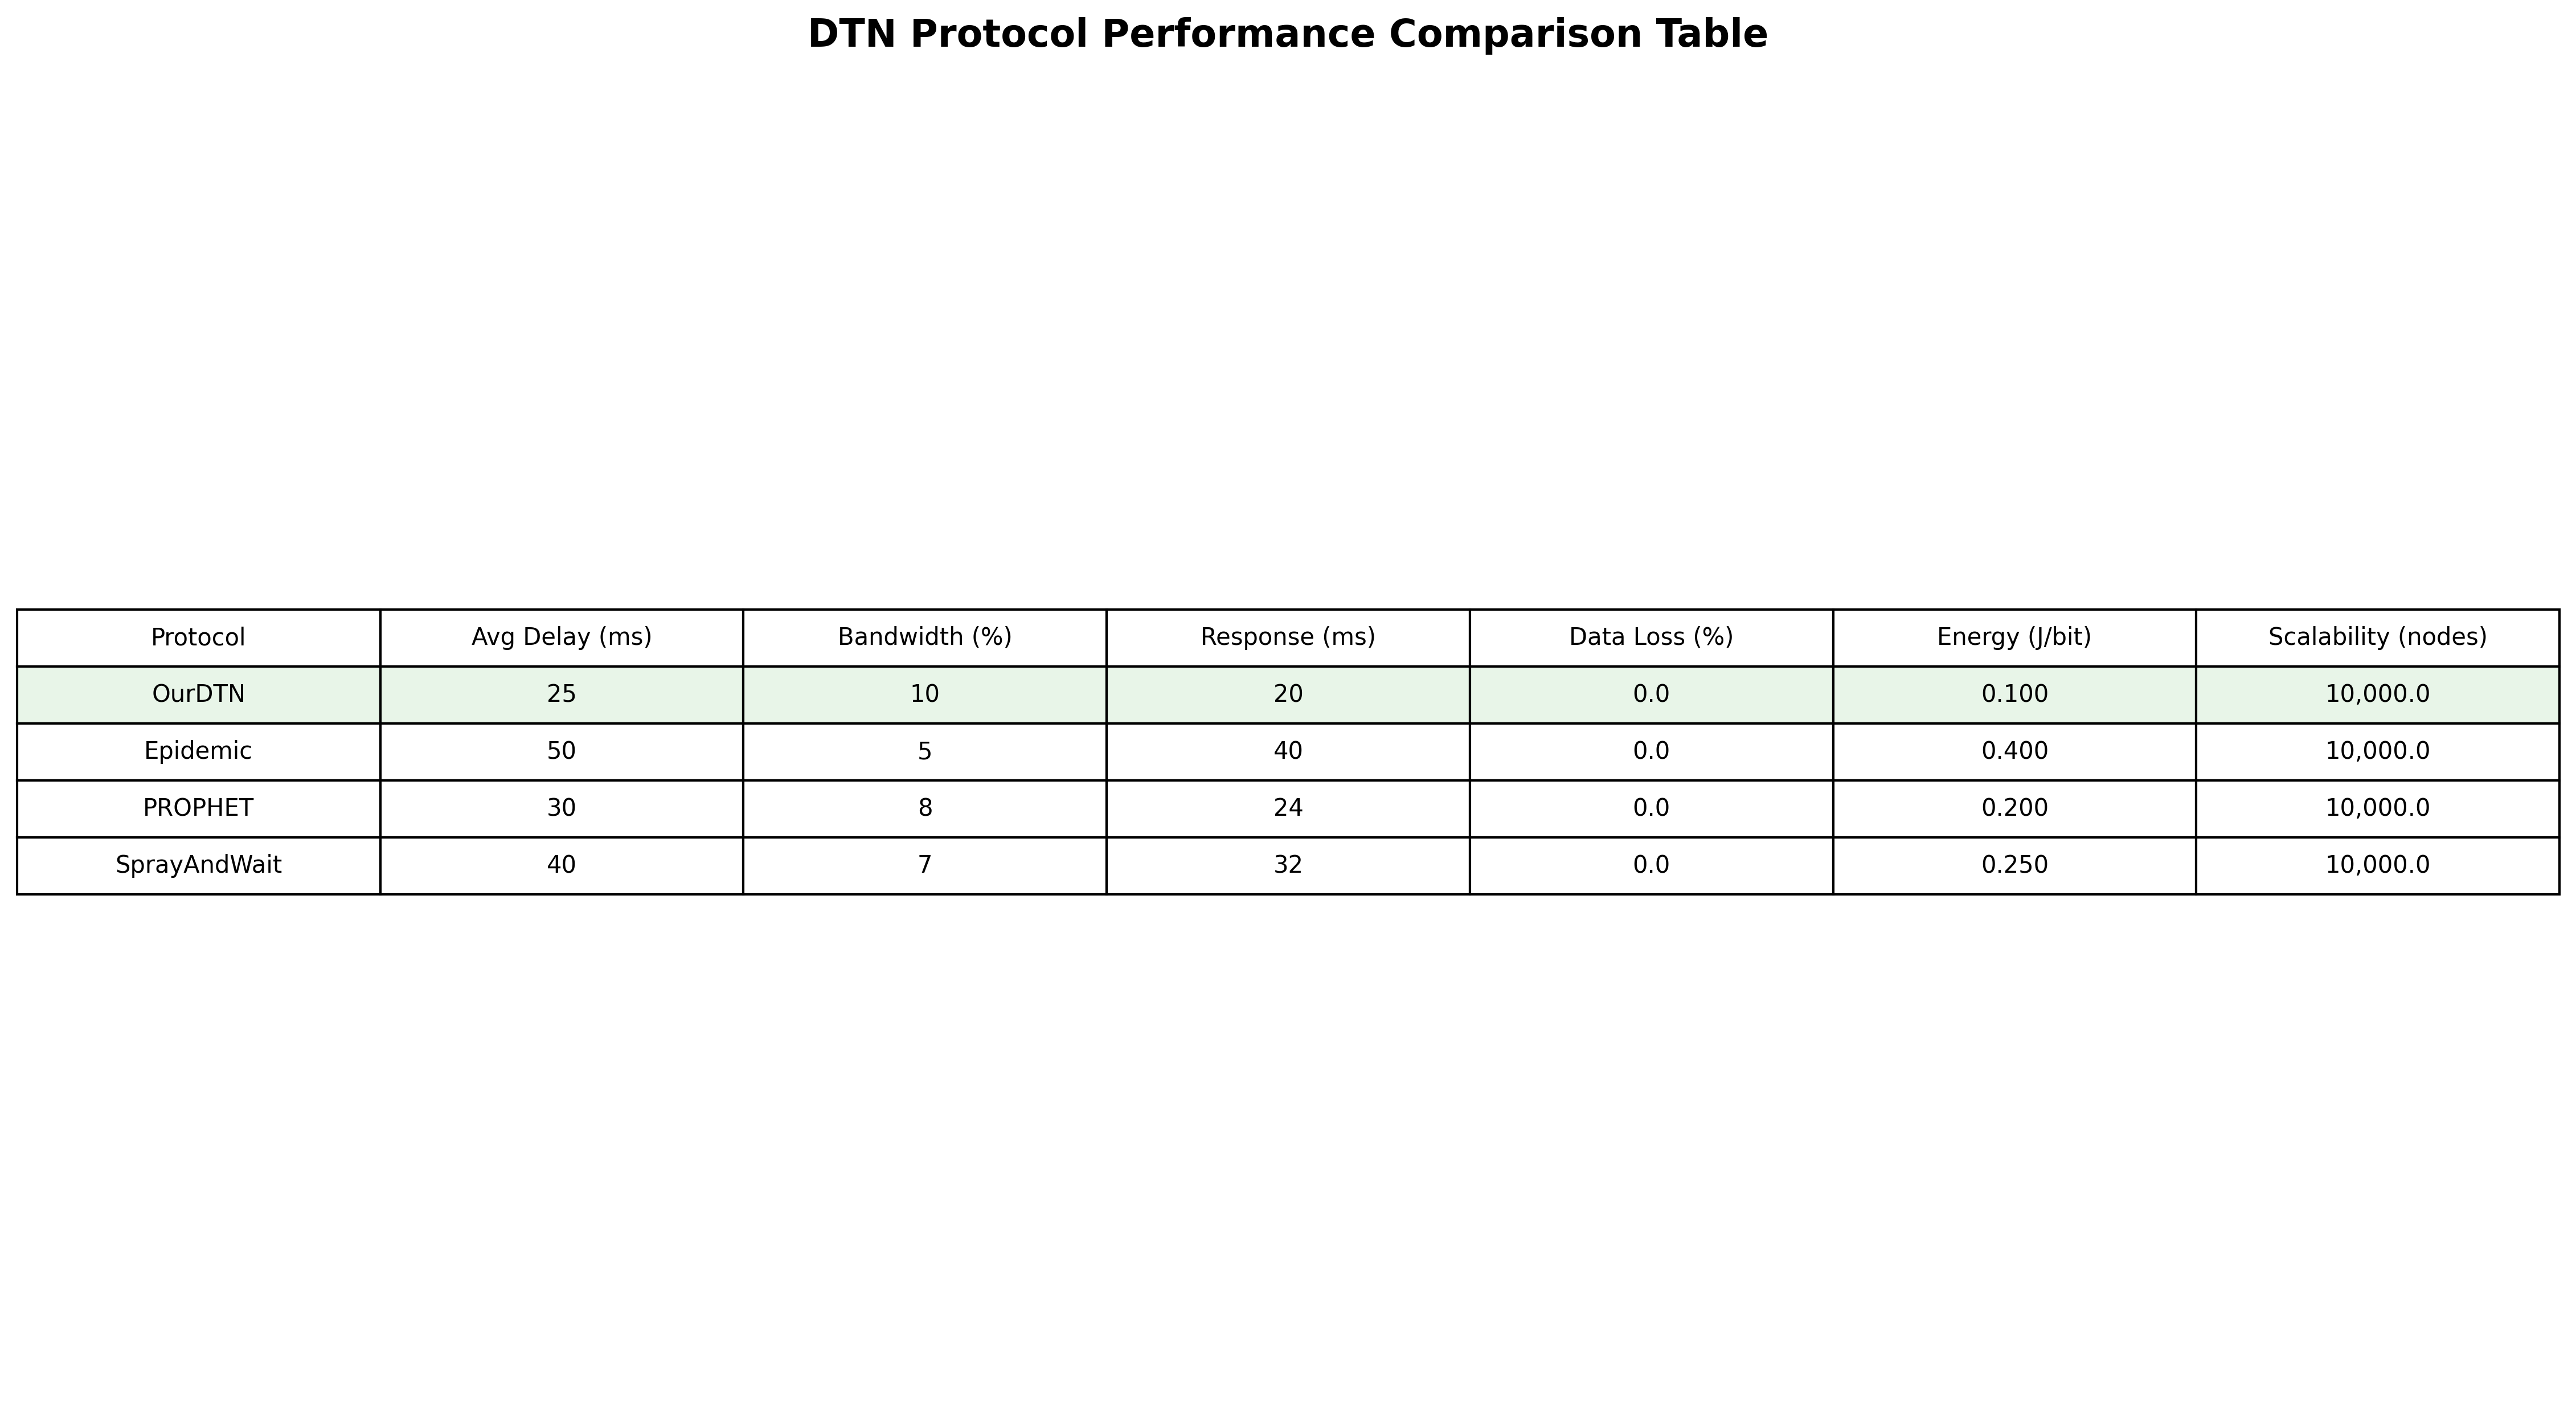 DTN Protocol Performance Comparison Table
Protocol Avg Delay (ms) Bandwidth (%) Response (ms) Data Loss (%) Energy (J/bit) Scalability (nodes)
OurDTN 25 10 20 0.0 0.100 10,000.0
Epidemic 50 5 40 0.0 0.400 10,000.0
PROPHET 30 8 24 0.0 0.200 10,000.0
SprayAndWait 40 7 32 0.0 0.250 10,000.0